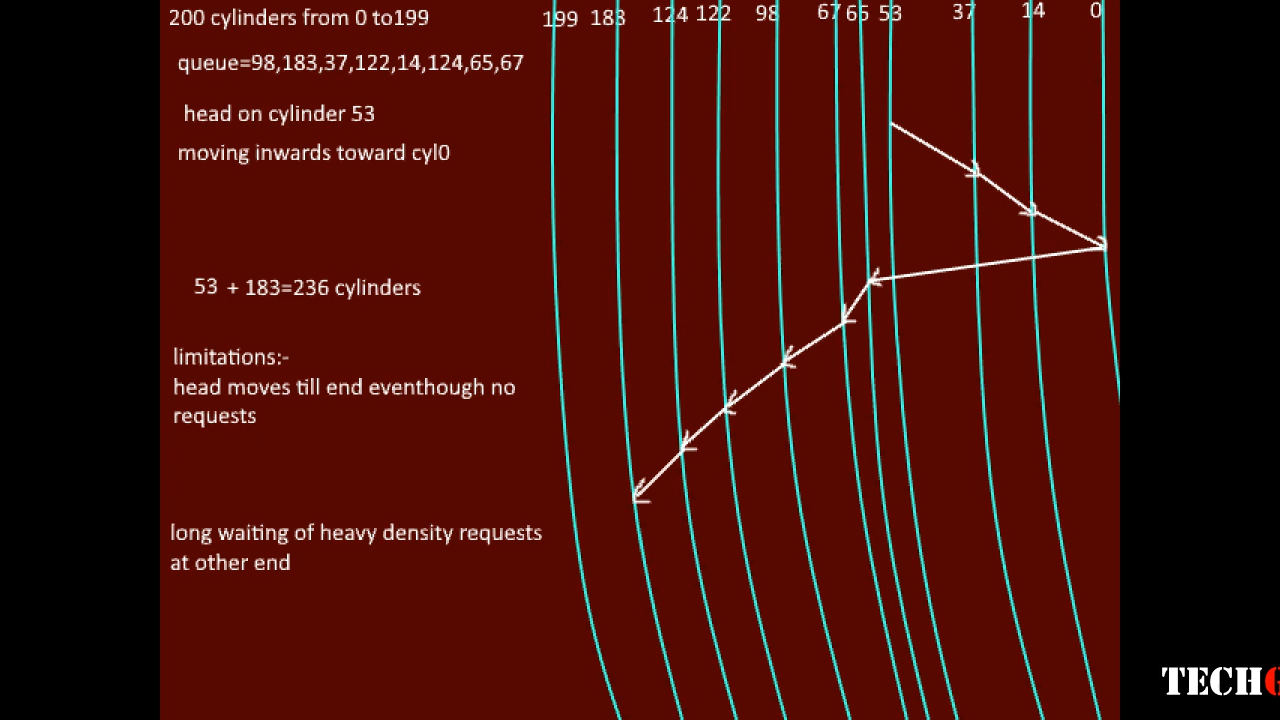 200 cylinders from 0 to199
199 183 124 122 98 67 65 53 37 14 0
queue=98,183,37,122,14,124,65,67
head on cylinder 53
moving inwards toward cyl0
53 + 183=236 cylinders
limitations:-
head moves till end eventhough no
requests
long waiting of heavy density requests
at other end
TECH